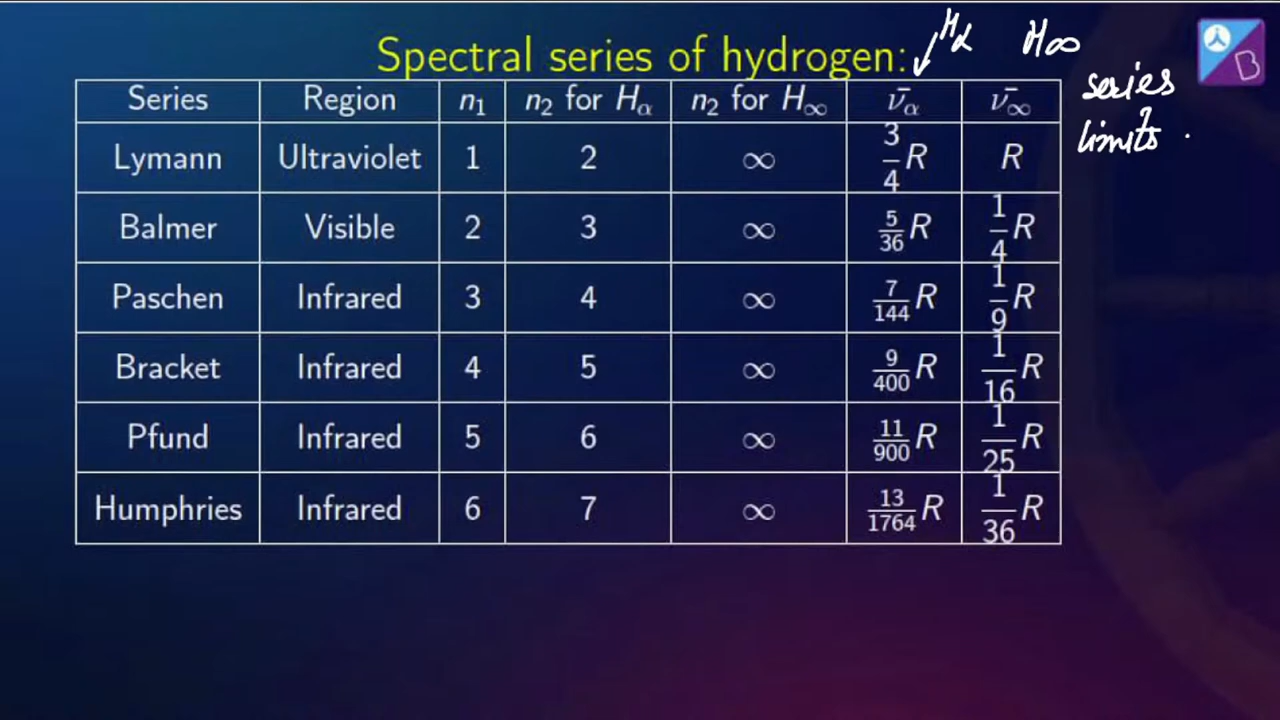 Spectral series of hydrogen:
Hα H∞
series
limits
Series Region n₁ n₂ for Hα n₂ for H∞ ν̄α ν̄∞
Lymann Ultraviolet 1 2 ∞ 3/4 R R
Balmer Visible 2 3 ∞ 5/36 R 1/4 R
Paschen Infrared 3 4 ∞ 7/144 R 1/9 R
Bracket Infrared 4 5 ∞ 9/400 R 1/16 R
Pfund Infrared 5 6 ∞ 11/900 R 1/25 R
Humphries Infrared 6 7 ∞ 13/1764 R 1/36 R
B